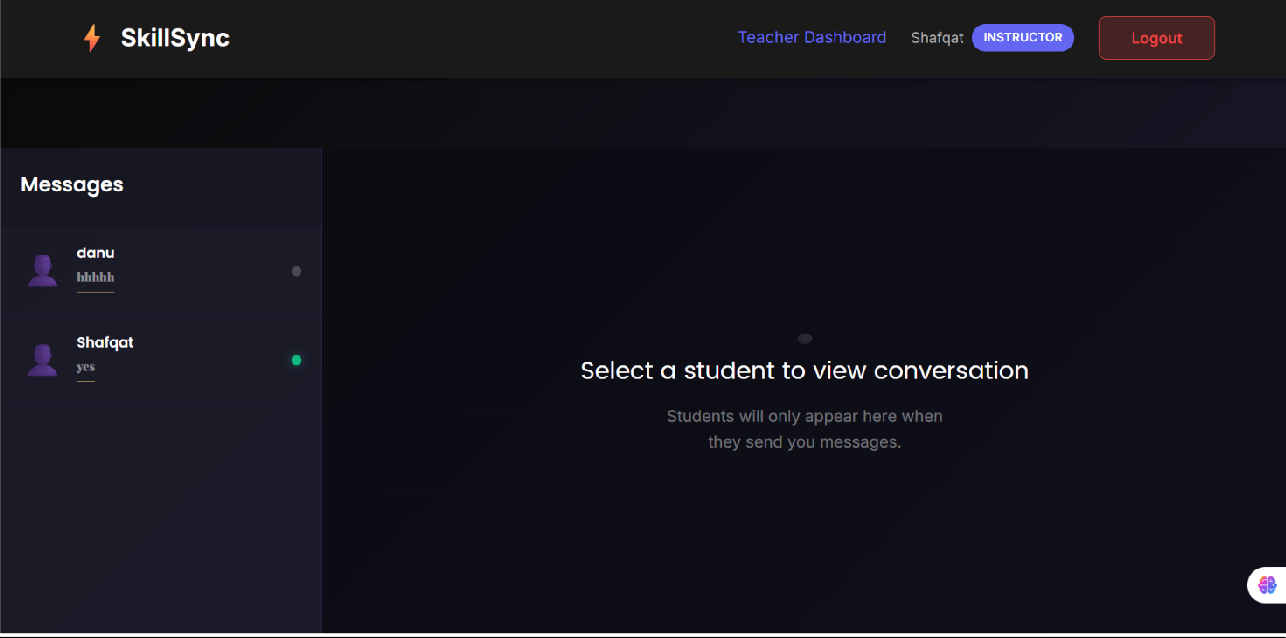 SkillSync
Teacher Dashboard
Shafqat
INSTRUCTOR
Logout
Messages
danu
hhhhh
Shafqat
yes
Select a student to view conversation
Students will only appear here when
they send you messages.